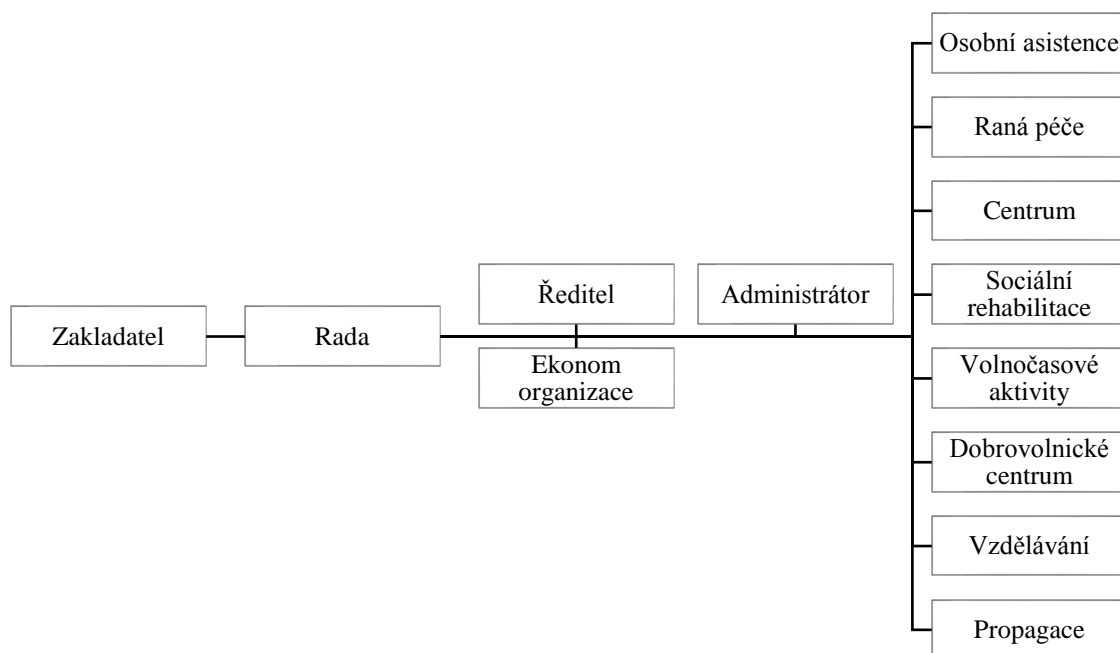 Osobní asistence
Raná péče
Centrum
Sociální
rehabilitace
Volnočasové
aktivity
Dobrovolnické
centrum
Vzdělávání
Propagace
Ředitel
Administrátor
Zakladatel
Rada
Ekonom
organizace